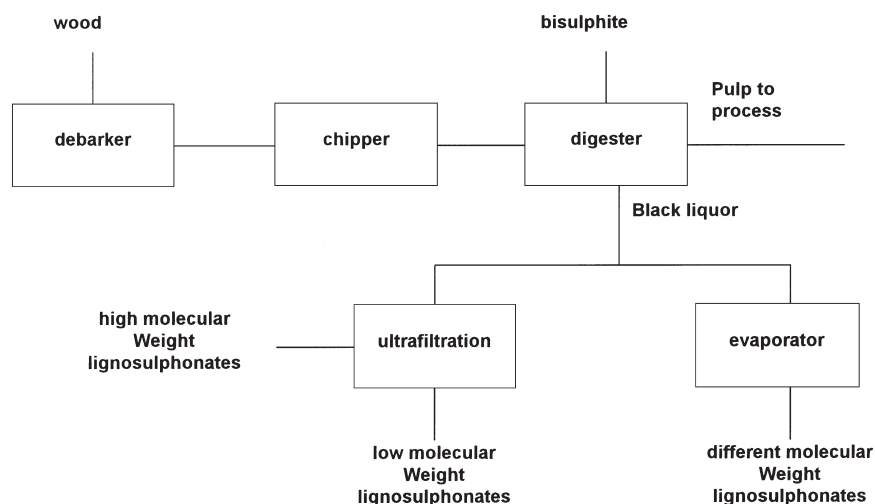 wood
bisulphite
Pulp to
process
debarker
chipper
digester
Black liquor
high molecular
Weight
lignosulphonates
ultrafiltration
evaporator
low molecular
Weight
lignosulphonates
different molecular
Weight
lignosulphonates